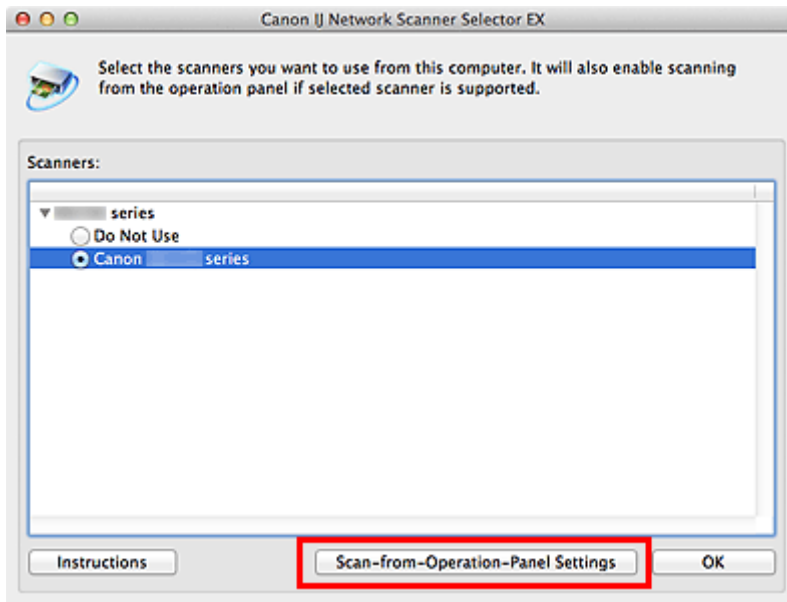 Canon IJ Network Scanner Selector EX
Select the scanners you want to use from this computer. It will also enable scanning
from the operation panel if selected scanner is supported.
Scanners:
series
Do Not Use
Canon series
Instructions
Scan-from-Operation-Panel Settings
OK